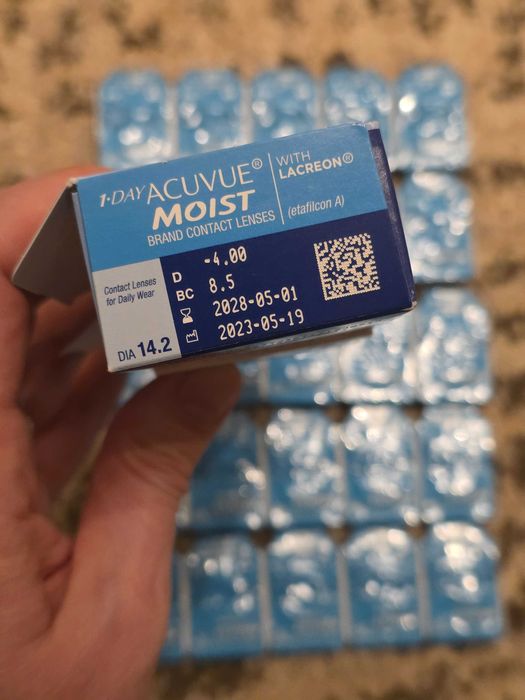 1·DAY ACUVUE® WITH LACREON®
MOIST
BRAND CONTACT LENSES (etafilcon A)
Contact Lenses for Daily Wear
D -4.00
BC 8.5
2028-05-01
2023-05-19
DIA 14.2